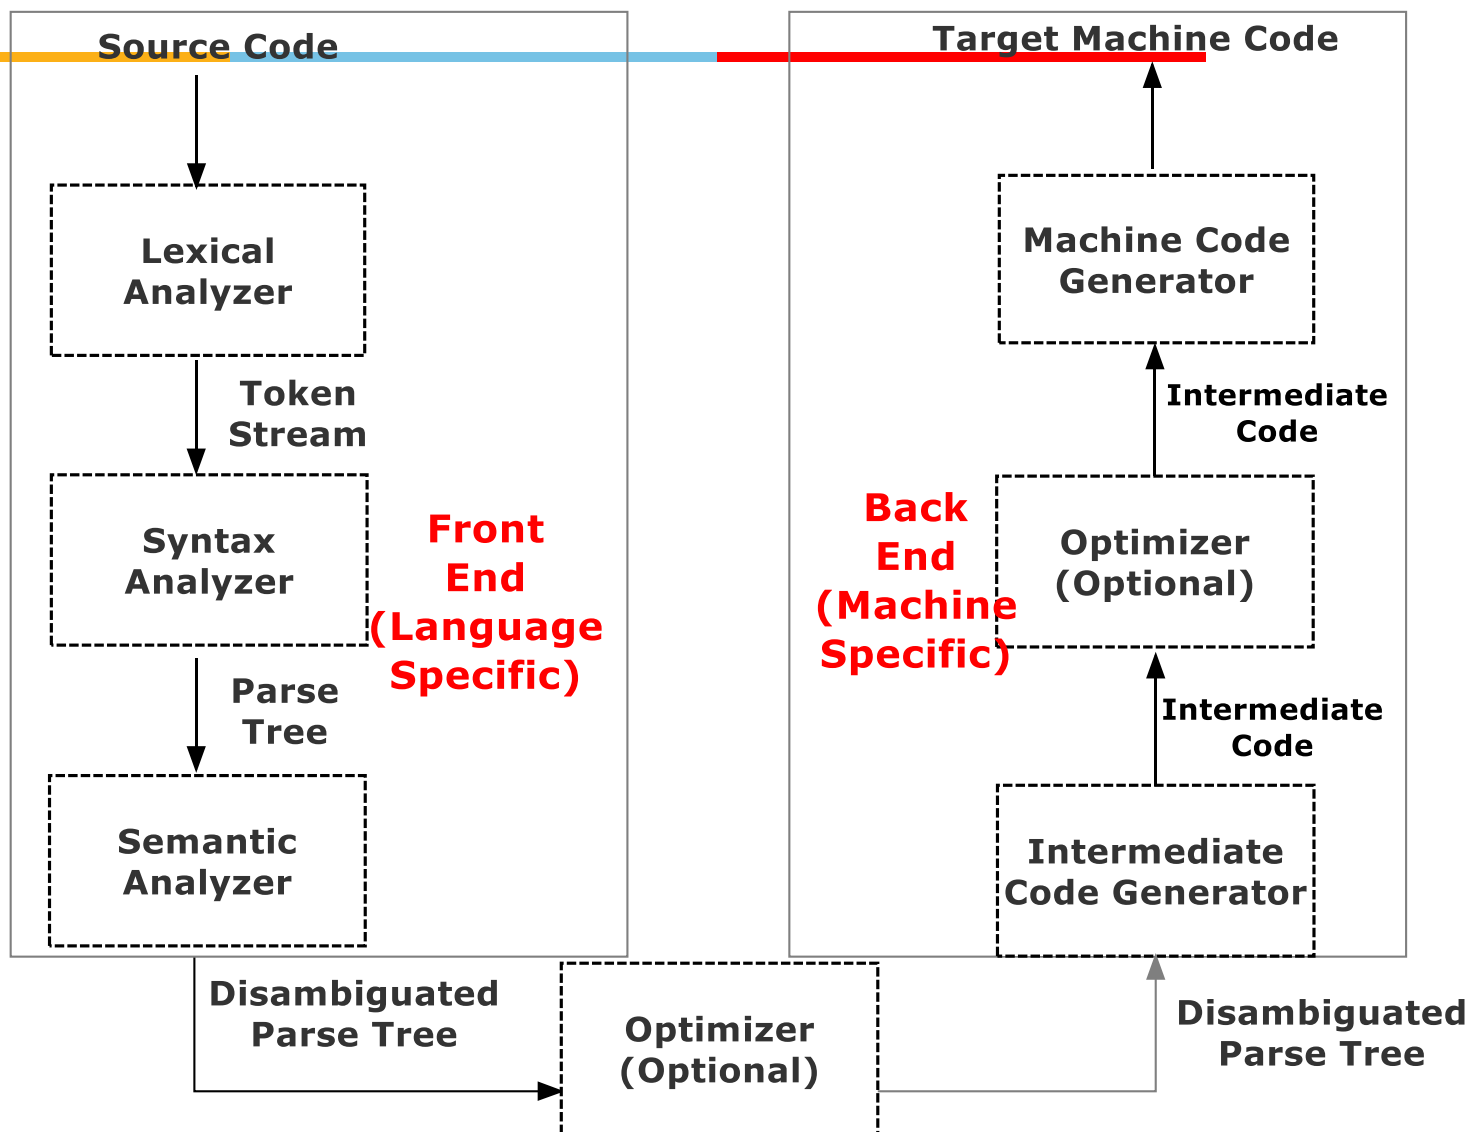 Source Code
Lexical
Analyzer
Token
Stream
Syntax
Analyzer
Front
End
(Language
Specific)
Parse
Tree
Semantic
Analyzer
Disambiguated
Parse Tree
Optimizer
(Optional)
Disambiguated
Parse Tree
Intermediate
Code Generator
Intermediate
Code
Back
End
(Machine
Specific)
Optimizer
(Optional)
Intermediate
Code
Machine Code
Generator
Target Machine Code